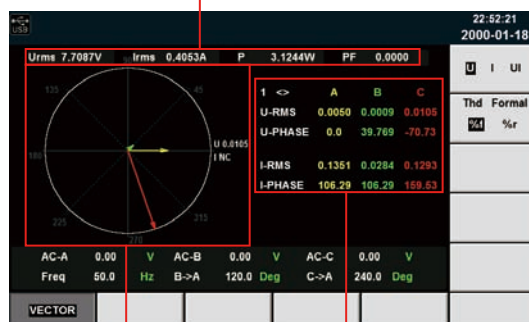 USB
22:52:21
2000-01-18
Urms 7.7087V Irms 0.4053A P 3.1244W PF 0.0000
U I UI
Thd Formal
%f %r
135 45
180
225 315
270
U 0.0105
I NC
1 <> A B C
U-RMS 0.0050 0.0009 0.0105
U-PHASE 0.0 39.769 -70.73
I-RMS 0.1351 0.0284 0.1293
I-PHASE 106.29 106.29 159.53
AC-A 0.00 V AC-B 0.00 V AC-C 0.00 V
Freq 50.0 Hz B->A 120.0 Deg C->A 240.0 Deg
VECTOR